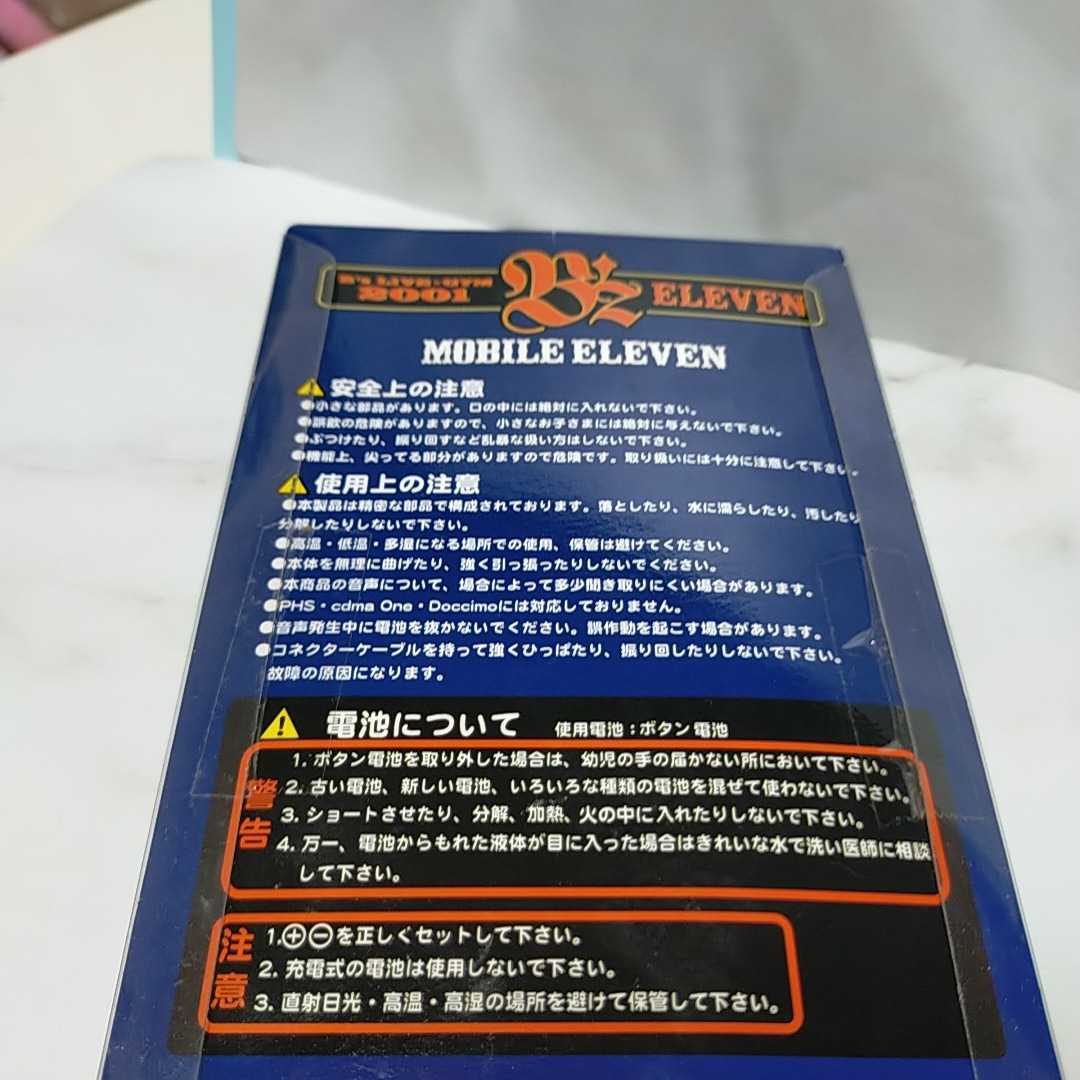 B'z LIVE-GYM
2001
B'z
ELEVEN
MOBILE ELEVEN
安全上の注意
●小さな部品があります。口の中には絶対に入れないで下さい。
●誤飲の危険がありますので、小さなお子さまには絶対に与えないで下さい。
●ぶつけたり、振り回すなど乱暴な扱い方はしないで下さい。
●機能上、尖ってる部分がありますので危険です。取り扱いには十分に注意して下さい。
使用上の注意
●本製品は精密な部品で構成されております。落としたり、水に濡らしたり、汚したり
分解したりしないで下さい。
●高温・低温・多湿になる場所での使用、保管は避けてください。
●本体を無理に曲げたり、強く引っ張ったりしないでください。
●本商品の音声について、場合によって多少聞き取りにくい場合があります。
●PHS・cdma One・Doccimoには対応しておりません。
●音声発生中に電池を抜かないでください。誤作動を起こす場合があります。
●コネクターケーブルを持って強くひっぱたり、振り回したりしないで下さい。
故障の原因になります。
電池について 使用電池：ボタン電池
警告
1. ボタン電池を取り外した場合は、幼児の手の届かない所において下さい。
2. 古い電池、新しい電池、いろいろな種類の電池を混ぜて使わないで下さい。
3. ショートさせたり、分解、加熱、火の中に入れたりしないで下さい。
4. 万一、電池からもれた液体が目に入った場合はきれいな水で洗い医師に相談
して下さい。
注意
1.⊕⊖を正しくセットして下さい。
2. 充電式の電池は使用しないで下さい。
3. 直射日光・高温・高湿の場所を避けて保管して下さい。